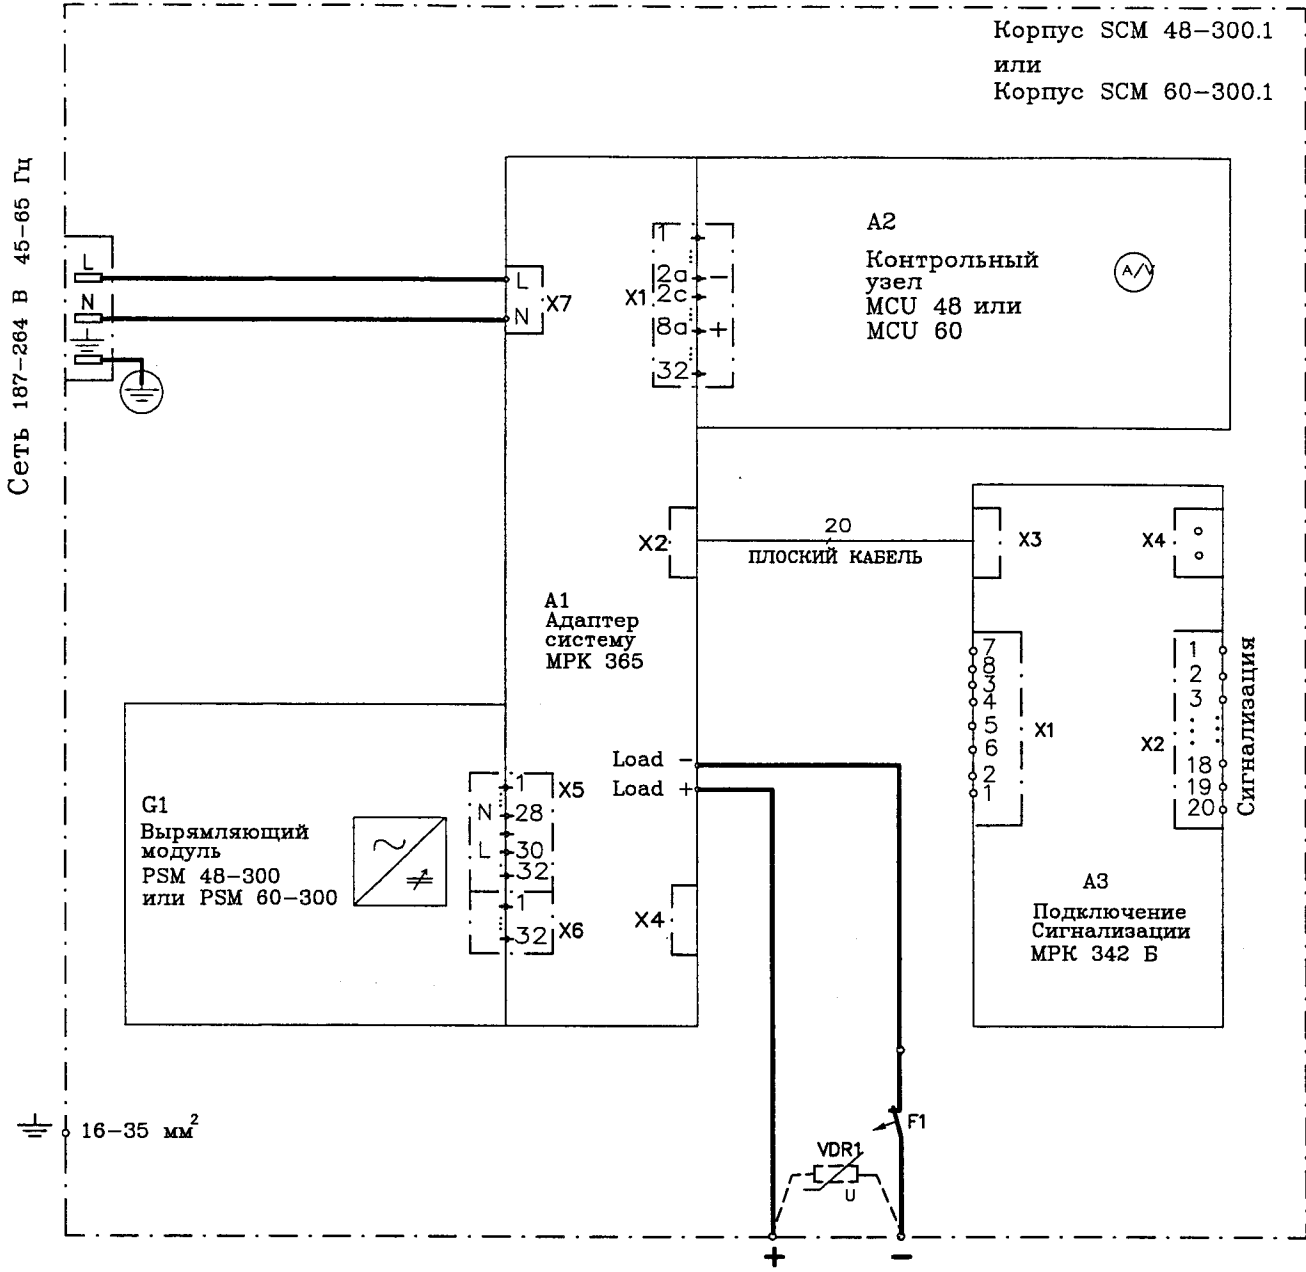 Корпус SCM 48-300.1
или
Корпус SCM 60-300.1
Сеть 187-264 В 45-65 Гц
L
N
L
N
X7
X1
1
2a -
2c
8a +
32
A2
Контрольный
узел
MCU 48 или
MCU 60
A/V
X2
20
ПЛОСКИЙ КАБЕЛЬ
X3
X4
A1
Адаптер
систему
МРК 365
7
8
3
4
5
6
2
1
X1
1
2
3
18
19
20
X2
Сигнализация
Load -
Load +
G1
Вырямляющий
модуль
PSM 48-300
или PSM 60-300
X5
1
N 28
L 30
32
1
32
X6
X4
A3
Подключение
Сигнализации
МРК 342 Б
16-35 мм²
F1
VDR1
U
+ -